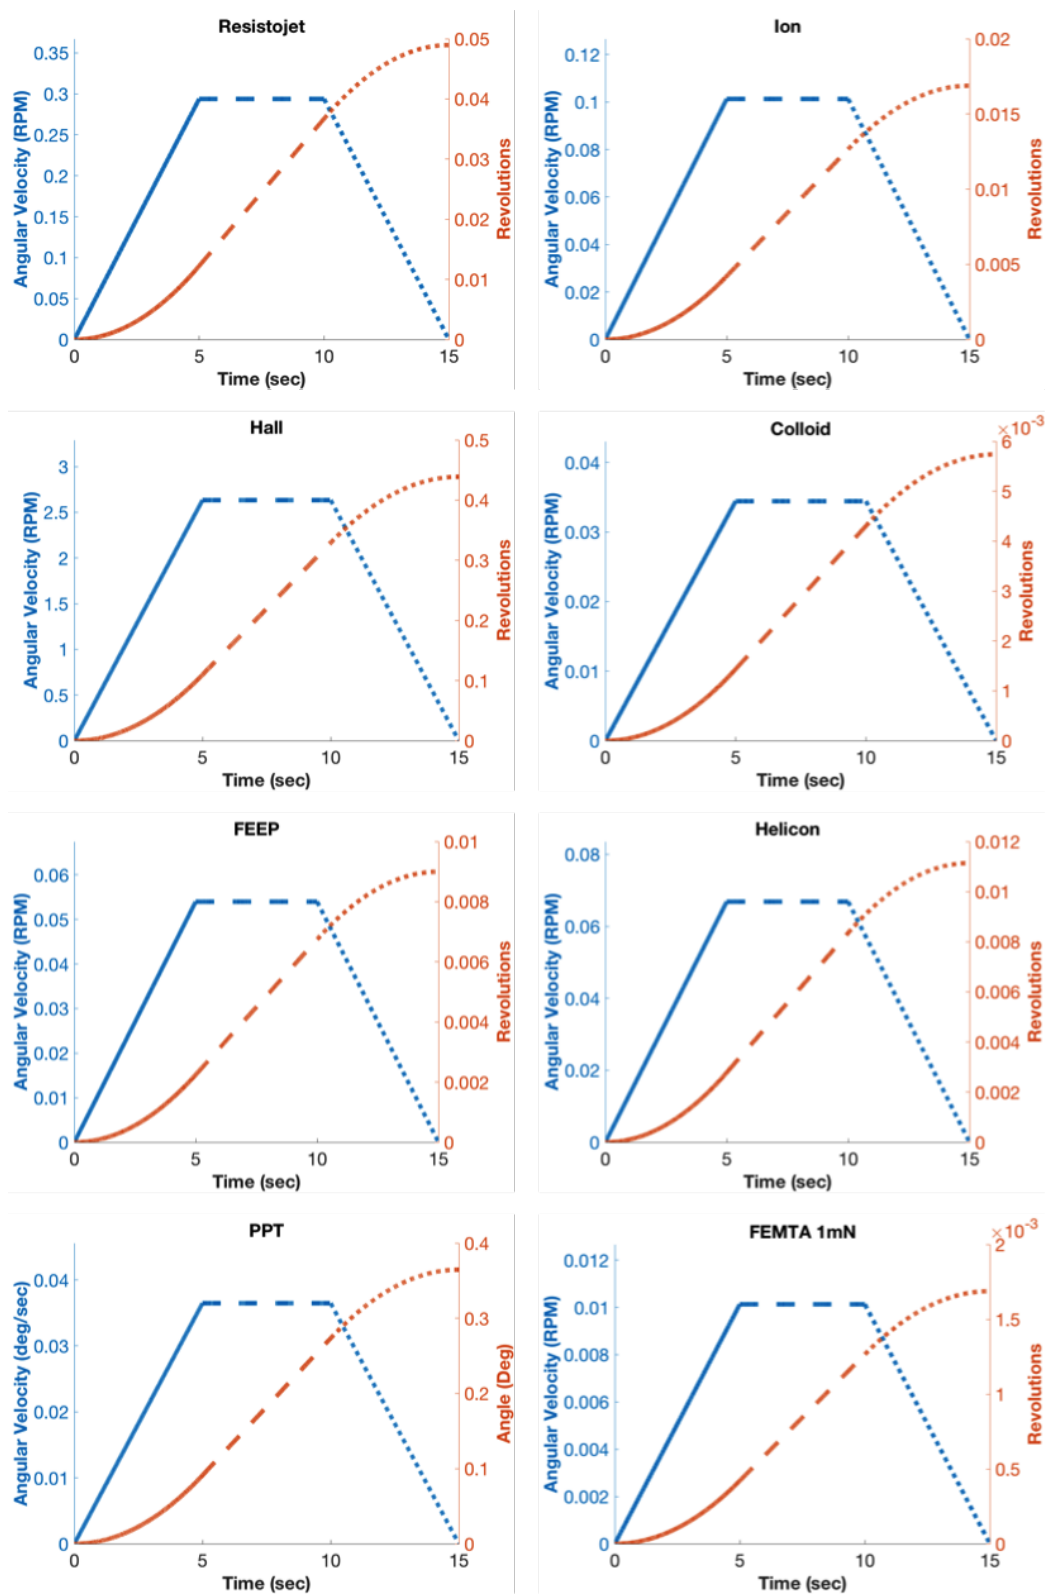 Resistojet
Angular Velocity (RPM)
0.35
0.3
0.25
0.2
0.15
0.1
0.05
0
0.05
0.04
0.03
0.02
0.01
0
Revolutions
0 5 10 15
Time (sec)
Ion
Angular Velocity (RPM)
0.12
0.1
0.08
0.06
0.04
0.02
0
0.02
0.015
0.01
0.005
0
Revolutions
0 5 10 15
Time (sec)
Hall
Angular Velocity (RPM)
3
2.5
2
1.5
1
0.5
0
0.5
0.4
0.3
0.2
0.1
0
Revolutions
0 5 10 15
Time (sec)
Colloid
Angular Velocity (RPM)
0.04
0.03
0.02
0.01
0
×10-3
6
5
4
3
2
1
0
Revolutions
0 5 10 15
Time (sec)
FEEP
Angular Velocity (RPM)
0.06
0.05
0.04
0.03
0.02
0.01
0
0.01
0.008
0.006
0.004
0.002
0
Revolutions
0 5 10 15
Time (sec)
Helicon
Angular Velocity (RPM)
0.08
0.06
0.04
0.02
0
0.012
0.01
0.008
0.006
0.004
0.002
0
Revolutions
0 5 10 15
Time (sec)
PPT
Angular Velocity (deg/sec)
0.04
0.03
0.02
0.01
0
0.4
0.3
0.2
0.1
0
Angle (Deg)
0 5 10 15
Time (sec)
FEMTA 1mN
Angular Velocity (RPM)
0.012
0.01
0.008
0.006
0.004
0.002
0
×10-3
2
1.5
1
0.5
0
Revolutions
0 5 10 15
Time (sec)